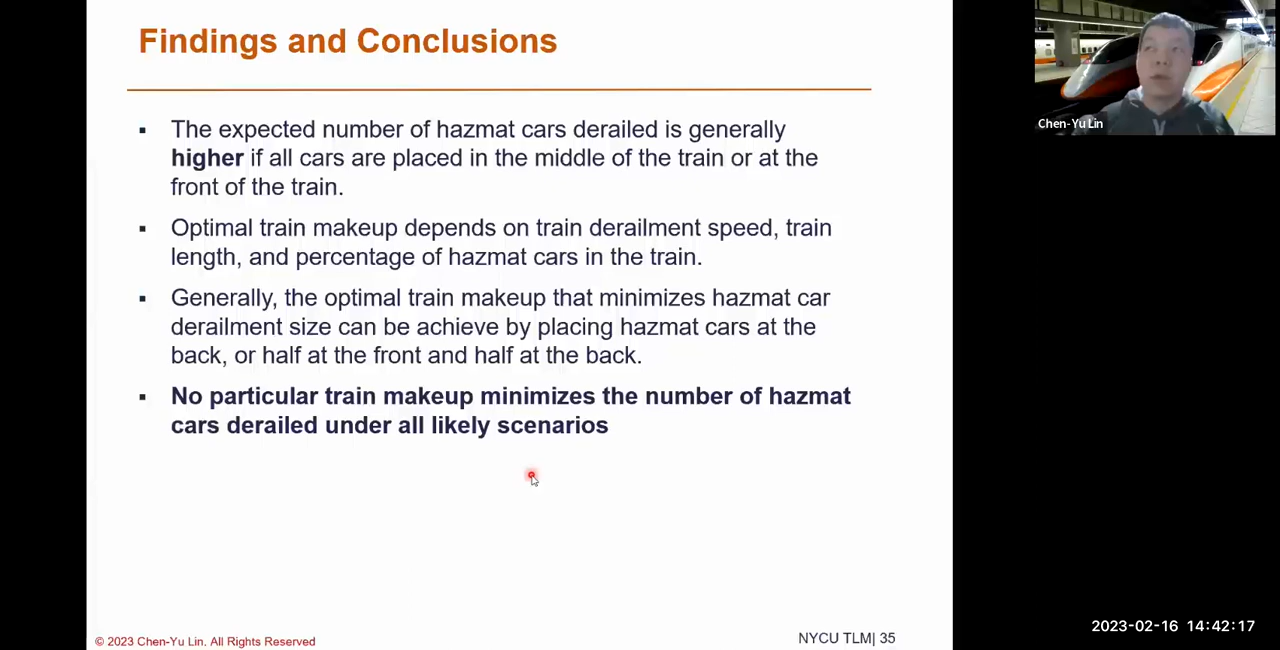 Findings and Conclusions
▪ The expected number of hazmat cars derailed is generally
higher if all cars are placed in the middle of the train or at the
front of the train.
▪ Optimal train makeup depends on train derailment speed, train
length, and percentage of hazmat cars in the train.
▪ Generally, the optimal train makeup that minimizes hazmat car
derailment size can be achieve by placing hazmat cars at the
back, or half at the front and half at the back.
▪ No particular train makeup minimizes the number of hazmat
cars derailed under all likely scenarios
© 2023 Chen-Yu Lin. All Rights Reserved
NYCU TLM| 35
Chen-Yu Lin
2023-02-16 14:42:17